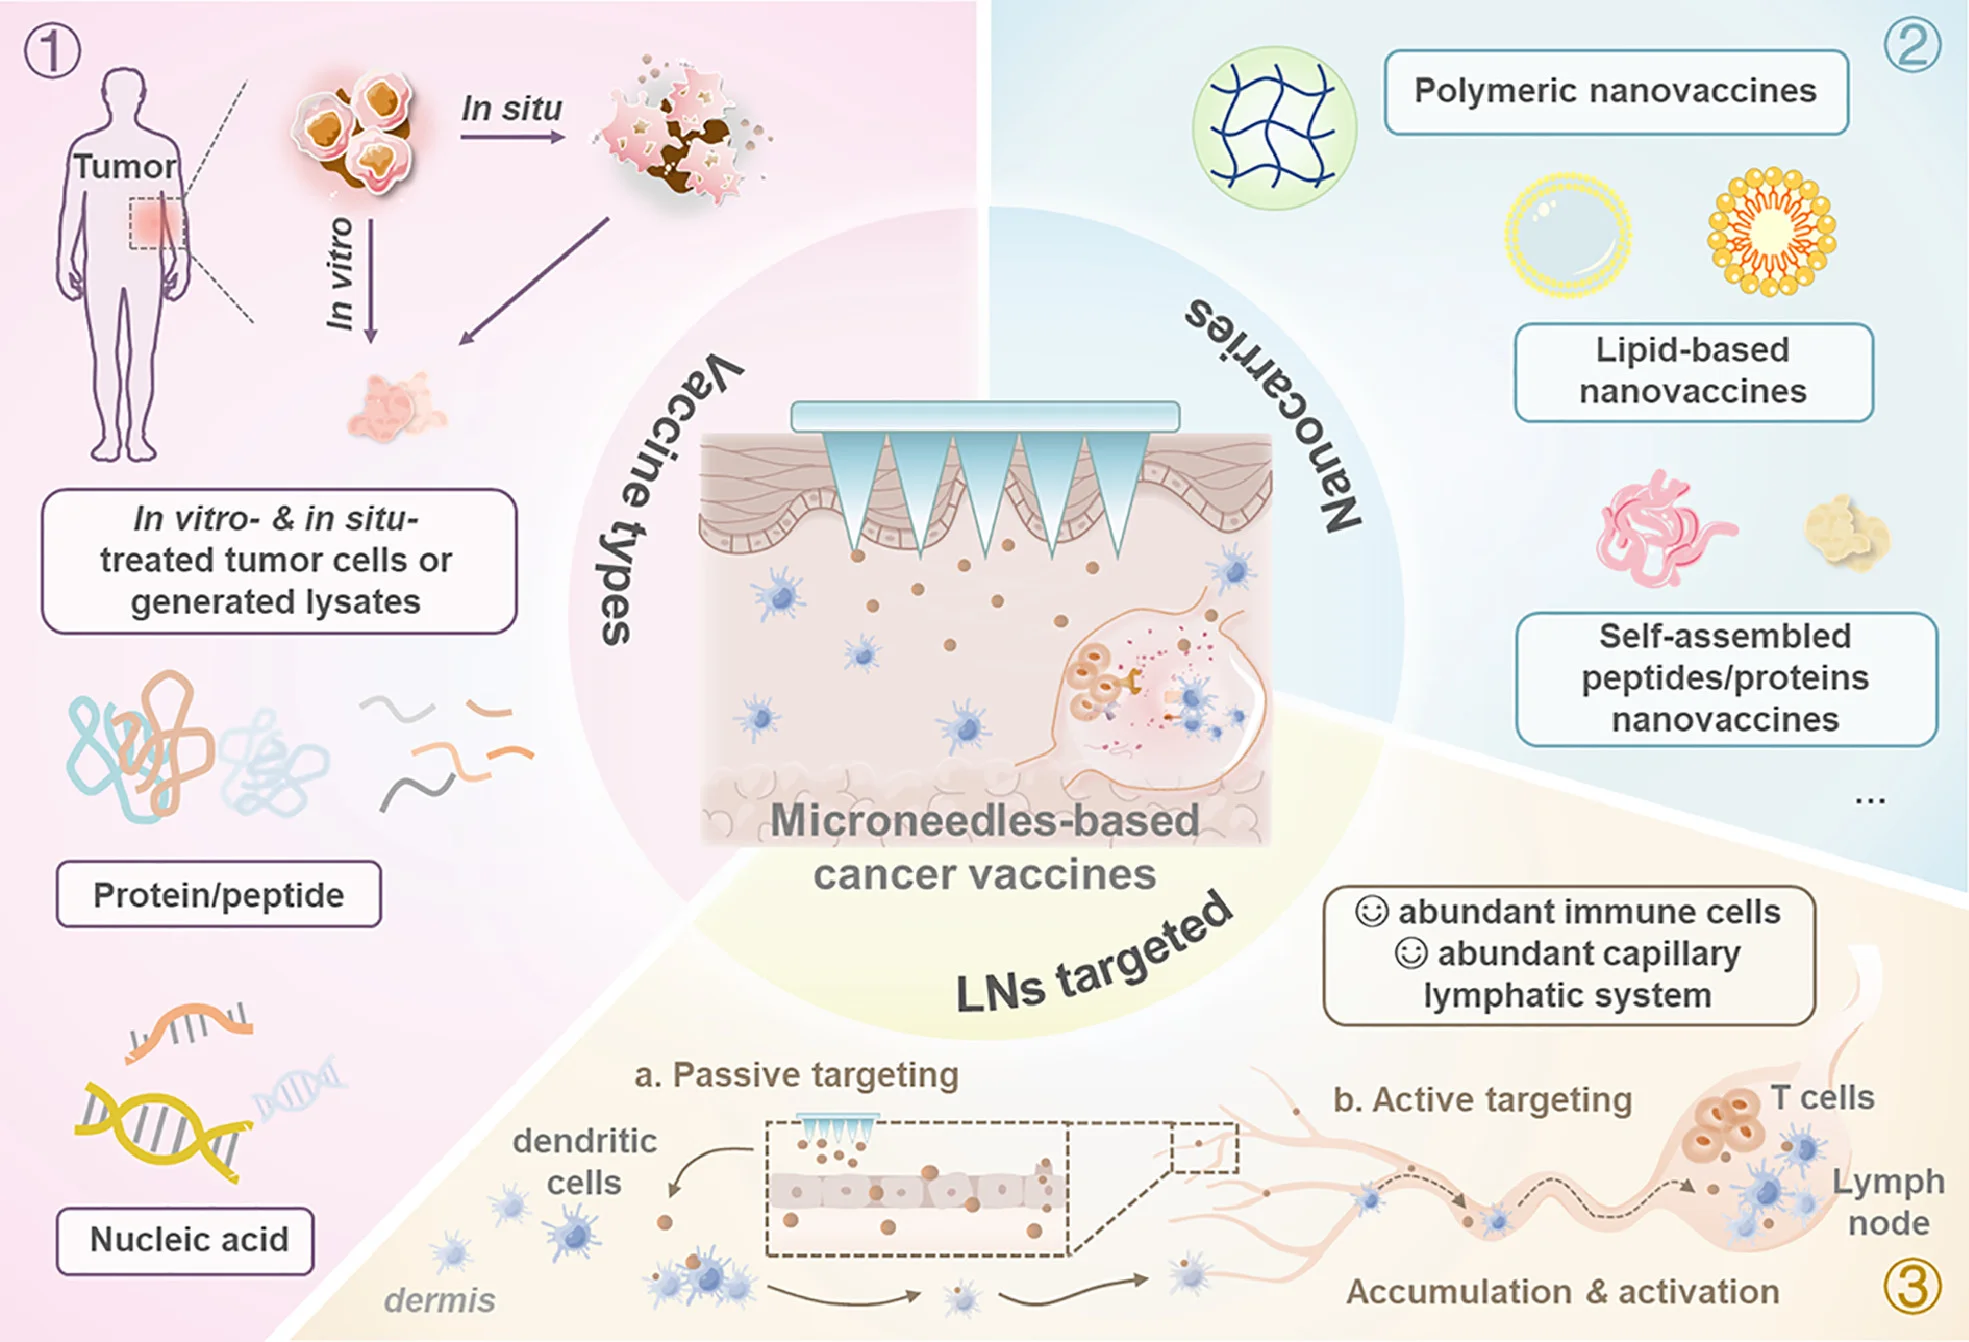 ①
Tumor
In situ
In vitro
In vitro- & in situ-
treated tumor cells or
generated lysates
Protein/peptide
Nucleic acid
Vaccine types
②
Polymeric nanovaccines
Lipid-based
nanovaccines
Self-assembled
peptides/proteins
nanovaccines
...
Nanocarries
Microneedles-based
cancer vaccines
LNs targeted
③
☺ abundant immune cells
☺ abundant capillary
lymphatic system
a. Passive targeting
dendritic
cells
dermis
b. Active targeting
T cells
Lymph
node
Accumulation & activation